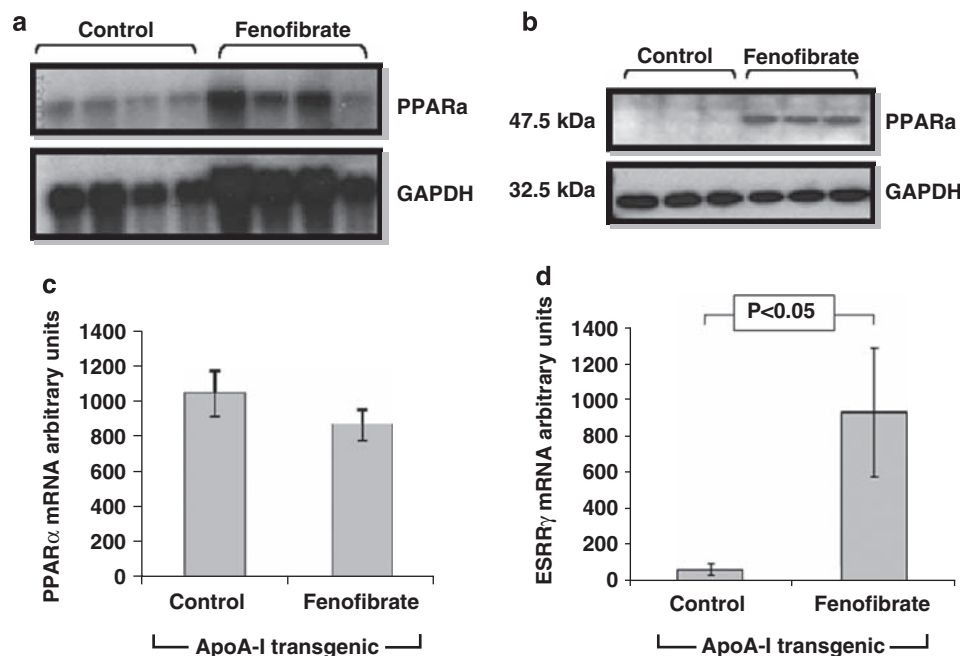 a
Control Fenofibrate
PPARa
GAPDH
b
Control Fenofibrate
47.5 kDa PPARa
32.5 kDa GAPDH
c
PPARα mRNA arbitrary units
1400
1200
1000
800
600
400
200
0
Control Fenofibrate
ApoA-I transgenic
d
ESRRγ mRNA arbitrary units
P<0.05
1400
1200
1000
800
600
400
200
0
Control Fenofibrate
ApoA-I transgenic